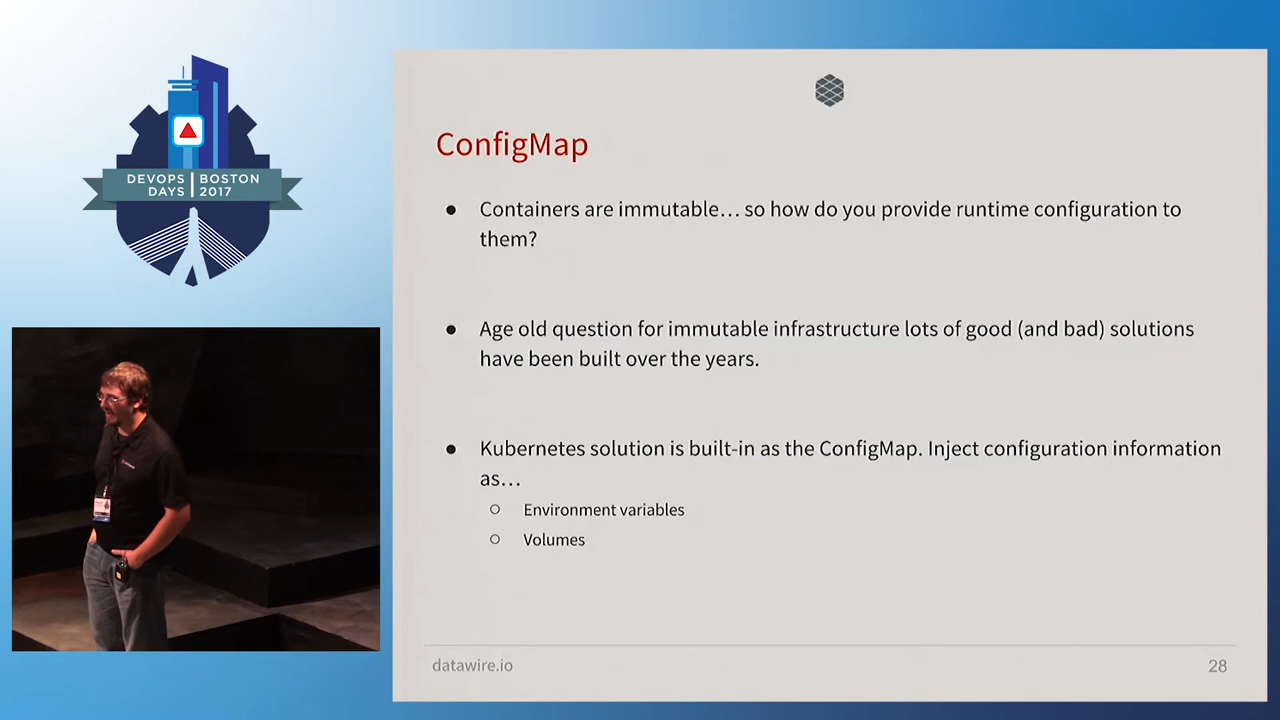 DEVOPS DAYS
BOSTON 2017
ConfigMap
● Containers are immutable… so how do you provide runtime configuration to
them?
● Age old question for immutable infrastructure lots of good (and bad) solutions
have been built over the years.
● Kubernetes solution is built-in as the ConfigMap. Inject configuration information
as…
○ Environment variables
○ Volumes
datawire.io
28